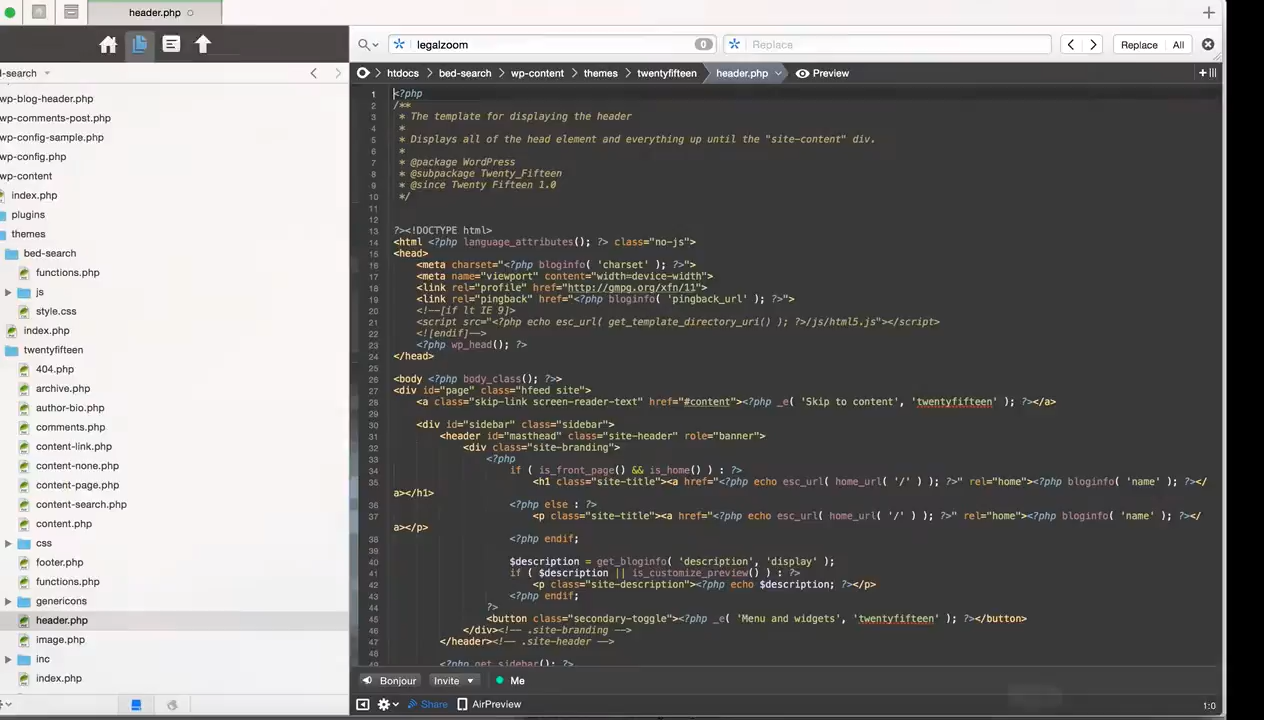 header.php
legalzoom
0
Replace
Replace
All
bed-search
htdocs
bed-search
wp-content
themes
twentyfifteen
header.php
Preview
wp-blog-header.php
wp-comments-post.php
wp-config-sample.php
wp-config.php
wp-content
index.php
plugins
themes
bed-search
functions.php
js
style.css
index.php
twentyfifteen
404.php
archive.php
author-bio.php
comments.php
content-link.php
content-none.php
content-page.php
content-search.php
content.php
css
footer.php
functions.php
genericons
header.php
image.php
inc
index.php
1 <?php
2 /**
3 * The template for displaying the header
4 *
5 * Displays all of the head element and everything up until the "site-content" div.
6 *
7 * @package WordPress
8 * @subpackage Twenty_Fifteen
9 * @since Twenty Fifteen 1.0
10 */
11
12
13 ?><!DOCTYPE html>
14 <html <?php language_attributes(); ?> class="no-js">
15 <head>
16 <meta charset="<?php bloginfo( 'charset' ); ?>">
17 <meta name="viewport" content="width=device-width">
18 <link rel="profile" href="http://gmpg.org/xfn/11">
19 <link rel="pingback" href="<?php bloginfo( 'pingback_url' ); ?>">
20 <!--[if lt IE 9]>
21 <script src="<?php echo esc_url( get_template_directory_uri() ); ?>/js/html5.js"></script>
22 <![endif]-->
23 <?php wp_head(); ?>
24 </head>
25
26 <body <?php body_class(); ?>>
27 <div id="page" class="hfeed site">
28 <a class="skip-link screen-reader-text" href="#content"><?php _e( 'Skip to content', 'twentyfifteen' ); ?></a>
29
30 <div id="sidebar" class="sidebar">
31 <header id="masthead" class="site-header" role="banner">
32 <div class="site-branding">
33 <?php
34 if ( is_front_page() && is_home() ) : ?>
35 <h1 class="site-title"><a href="<?php echo esc_url( home_url( '/' ) ); ?>" rel="home"><?php bloginfo( 'name' ); ?></
a></h1>
36 <?php else : ?>
37 <p class="site-title"><a href="<?php echo esc_url( home_url( '/' ) ); ?>" rel="home"><?php bloginfo( 'name' ); ?></
a></p>
38 <?php endif;
39
40 $description = get_bloginfo( 'description', 'display' );
41 if ( $description || is_customize_preview() ) : ?>
42 <p class="site-description"><?php echo $description; ?></p>
43 <?php endif;
44 ?>
45 <button class="secondary-toggle"><?php _e( 'Menu and widgets', 'twentyfifteen' ); ?></button>
46 </div><!-- .site-branding -->
47 </header><!-- .site-header -->
48
49 <?php get_sidebar(); ?>
Bonjour
Invite
Me
Share
AirPreview
1:0